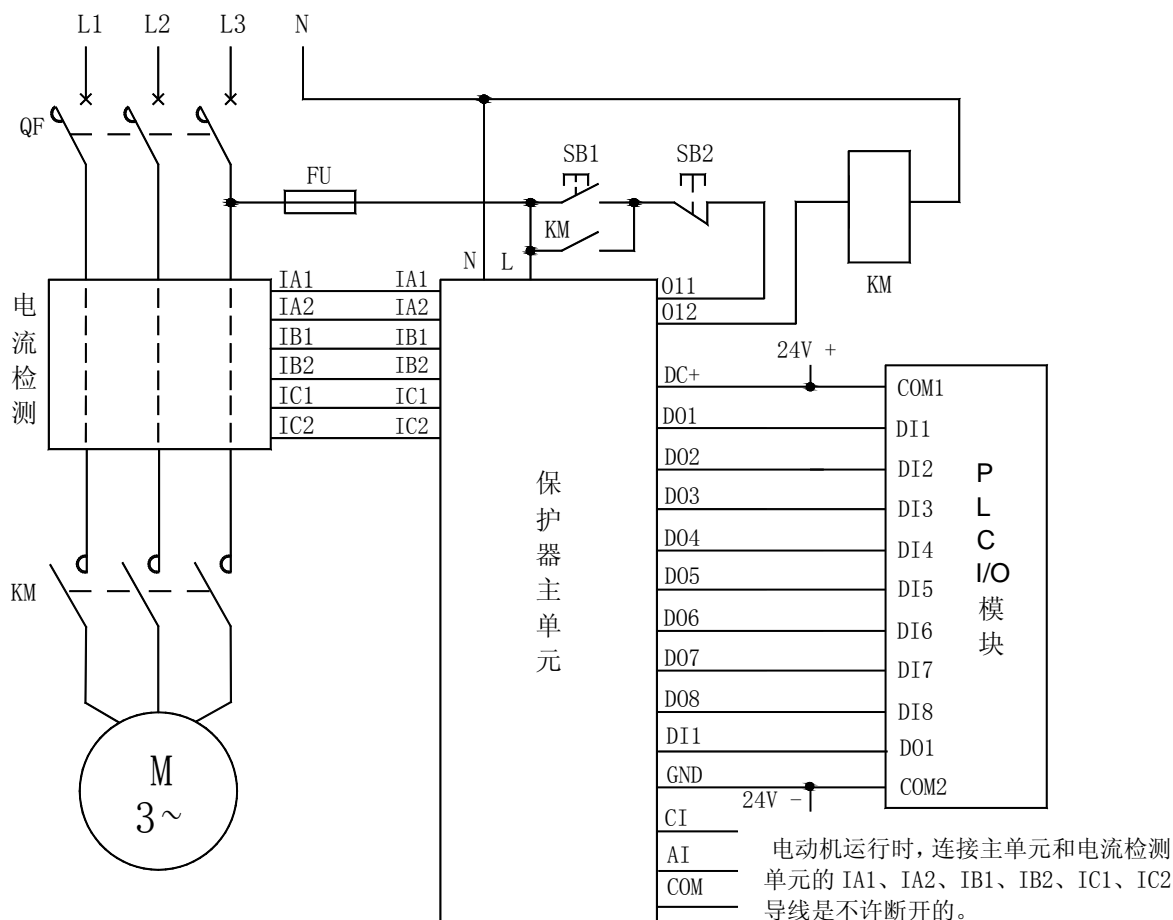 L1 L2 L3 N
QF
FU
SB1 SB2
KM
KM
N L
电流检测
IA1 IA1
IA2 IA2
IB1 IB1
IB2 IB2
IC1 IC1
IC2 IC2
O11
O12
保护器主单元
24V +
DC+ COM1
DO1 DI1
DO2 DI2
DO3 DI3
DO4 DI4
DO5 DI5
DO6 DI6
DO7 DI7
DO8 DI8
DI1 DO1
GND COM2
24V -
CI
AI
COM
PLC I/O模块
KM
M
3~
电动机运行时,连接主单元和电流检测
单元的 IA1、IA2、IB1、IB2、IC1、IC2
导线是不许断开的。